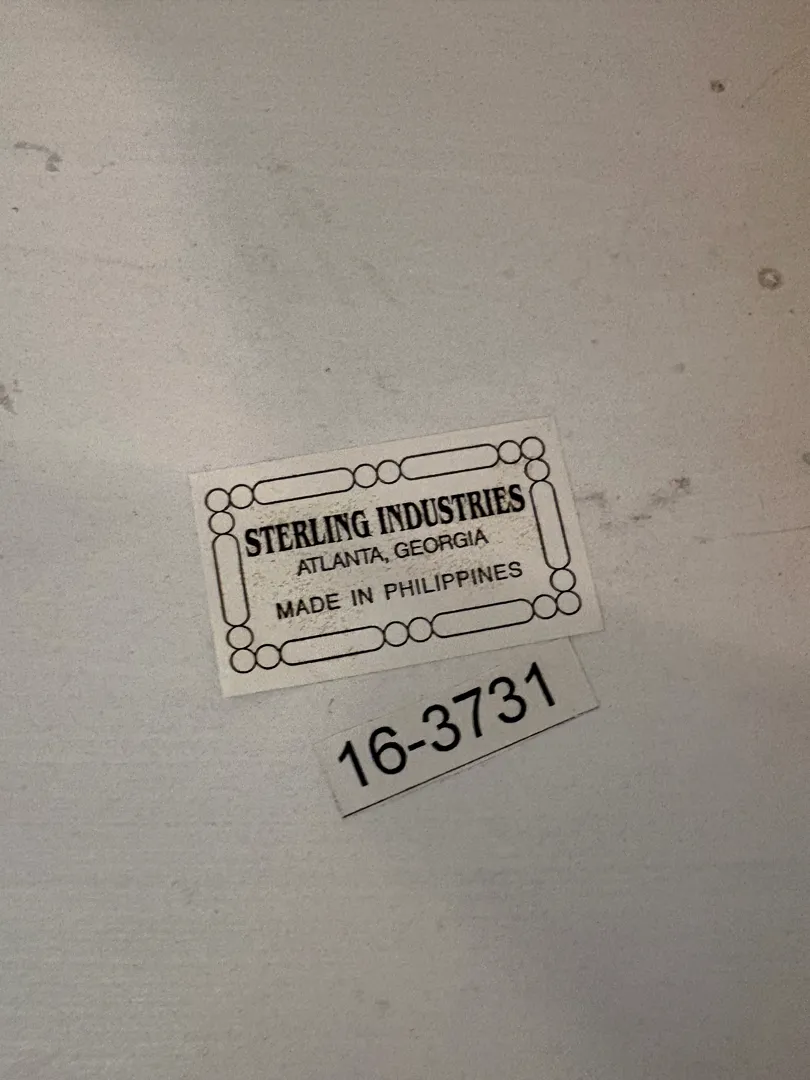 STERLING INDUSTRIES
ATLANTA, GEORGIA
MADE IN PHILIPPINES
16-3731